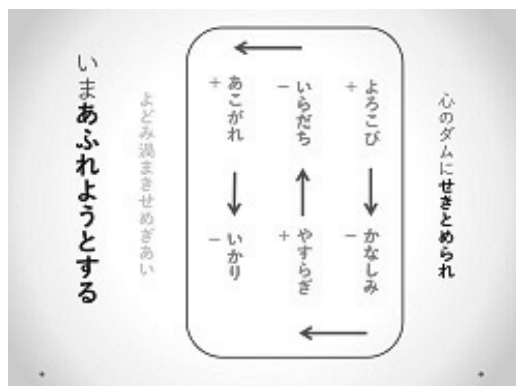 心のダムにせきとめられ
よろこび
+
かなしみ
−
いらだち
−
やすらぎ
+
あこがれ
+
いかり
−
よどみ渦まきせめぎあい
いまあふれようとする